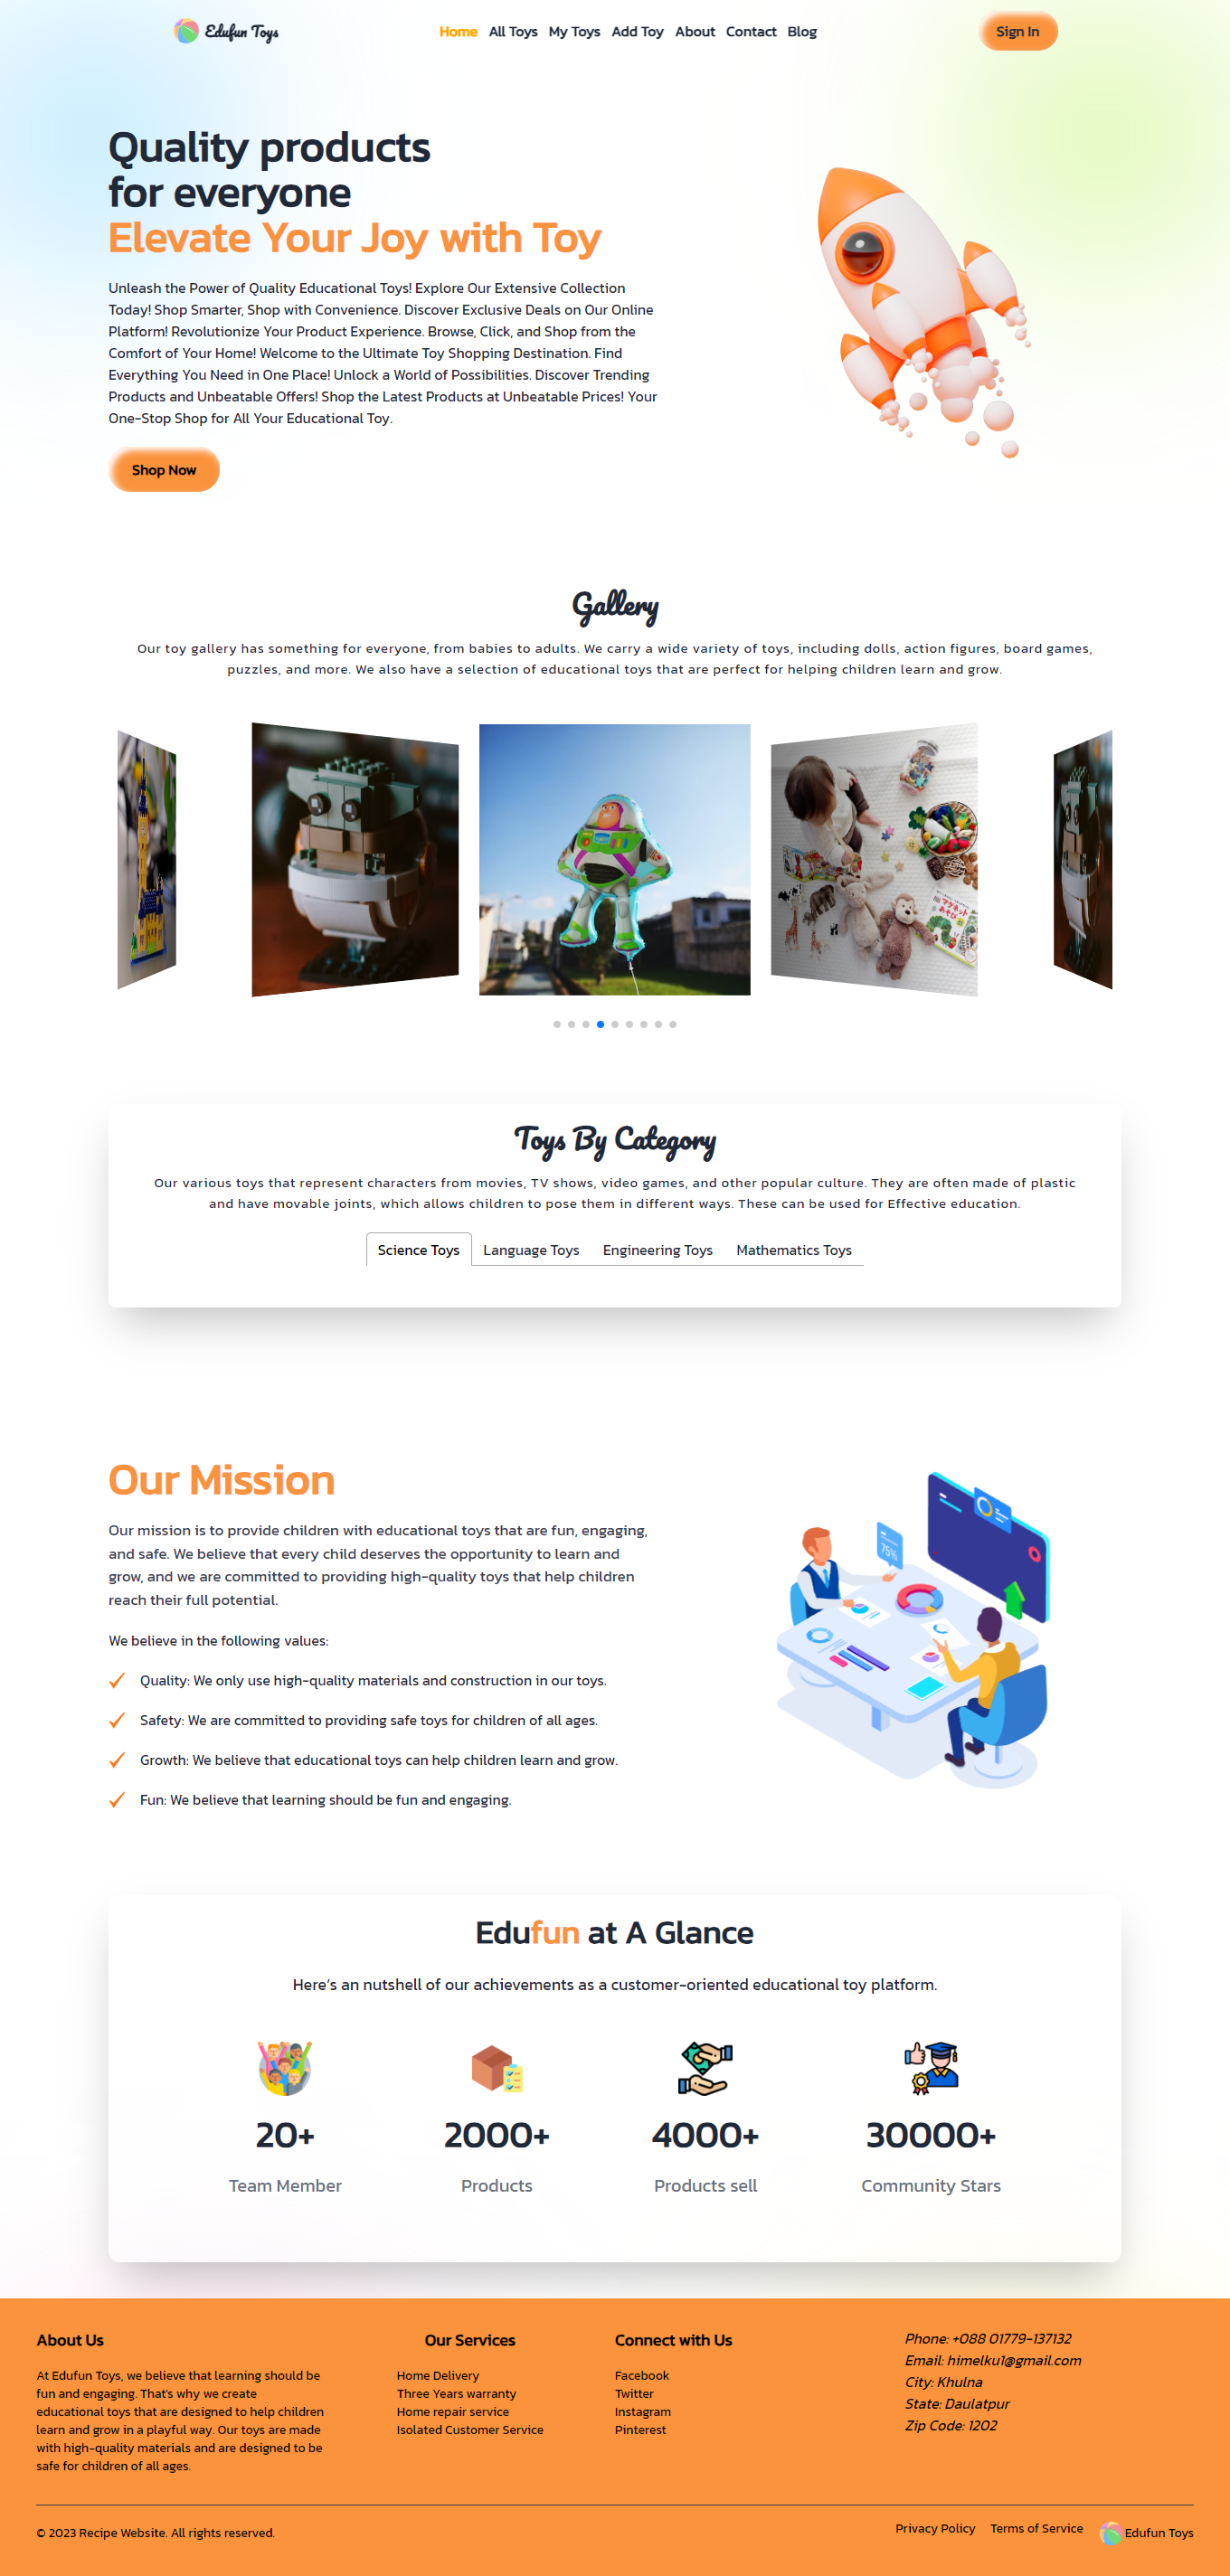 Edufun Toys
Home All Toys My Toys Add Toy About Contact Blog
Sign In
Quality products
for everyone
Elevate Your Joy with Toy
Unleash the Power of Quality Educational Toys! Explore Our Extensive Collection
Today! Shop Smarter, Shop with Convenience. Discover Exclusive Deals on Our Online
Platform! Revolutionize Your Product Experience. Browse, Click, and Shop from the
Comfort of Your Home! Welcome to the Ultimate Toy Shopping Destination. Find
Everything You Need in One Place! Unlock a World of Possibilities. Discover Trending
Products and Unbeatable Offers! Shop the Latest Products at Unbeatable Prices! Your
One-Stop Shop for All Your Educational Toy.
Shop Now
Gallery
Our toy gallery has something for everyone, from babies to adults. We carry a wide variety of toys, including dolls, action figures, board games,
puzzles, and more. We also have a selection of educational toys that are perfect for helping children learn and grow.
Toys By Category
Our various toys that represent characters from movies, TV shows, video games, and other popular culture. They are often made of plastic
and have movable joints, which allows children to pose them in different ways. These can be used for Effective education.
Science Toys Language Toys Engineering Toys Mathematics Toys
Our Mission
Our mission is to provide children with educational toys that are fun, engaging,
and safe. We believe that every child deserves the opportunity to learn and
grow, and we are committed to providing high-quality toys that help children
reach their full potential.
We believe in the following values:
Quality: We only use high-quality materials and construction in our toys.
Safety: We are committed to providing safe toys for children of all ages.
Growth: We believe that educational toys can help children learn and grow.
Fun: We believe that learning should be fun and engaging.
75%
Edufun at A Glance
Here's an nutshell of our achievements as a customer-oriented educational toy platform.
20+
Team Member
2000+
Products
4000+
Products sell
30000+
Community Stars
About Us
At Edufun Toys, we believe that learning should be
fun and engaging. That's why we create
educational toys that are designed to help children
learn and grow in a playful way. Our toys are made
with high-quality materials and are designed to be
safe for children of all ages.
Our Services
Home Delivery
Three Years warranty
Home repair service
Isolated Customer Service
Connect with Us
Facebook
Twitter
Instagram
Pinterest
Phone: +088 01779-137132
Email: himelku1@gmail.com
City: Khulna
State: Daulatpur
Zip Code: 1202
© 2023 Recipe Website. All rights reserved.
Privacy Policy Terms of Service Edufun Toys